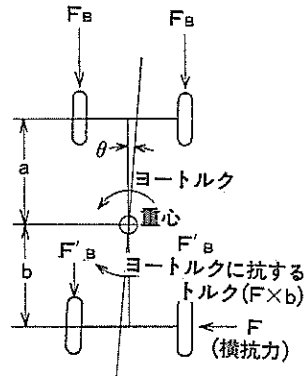 FB FB
a
θ
ヨートルク
重心
b
F'B F'B
ヨートルクに抗する
トルク(F×b)
F
(横抗力)